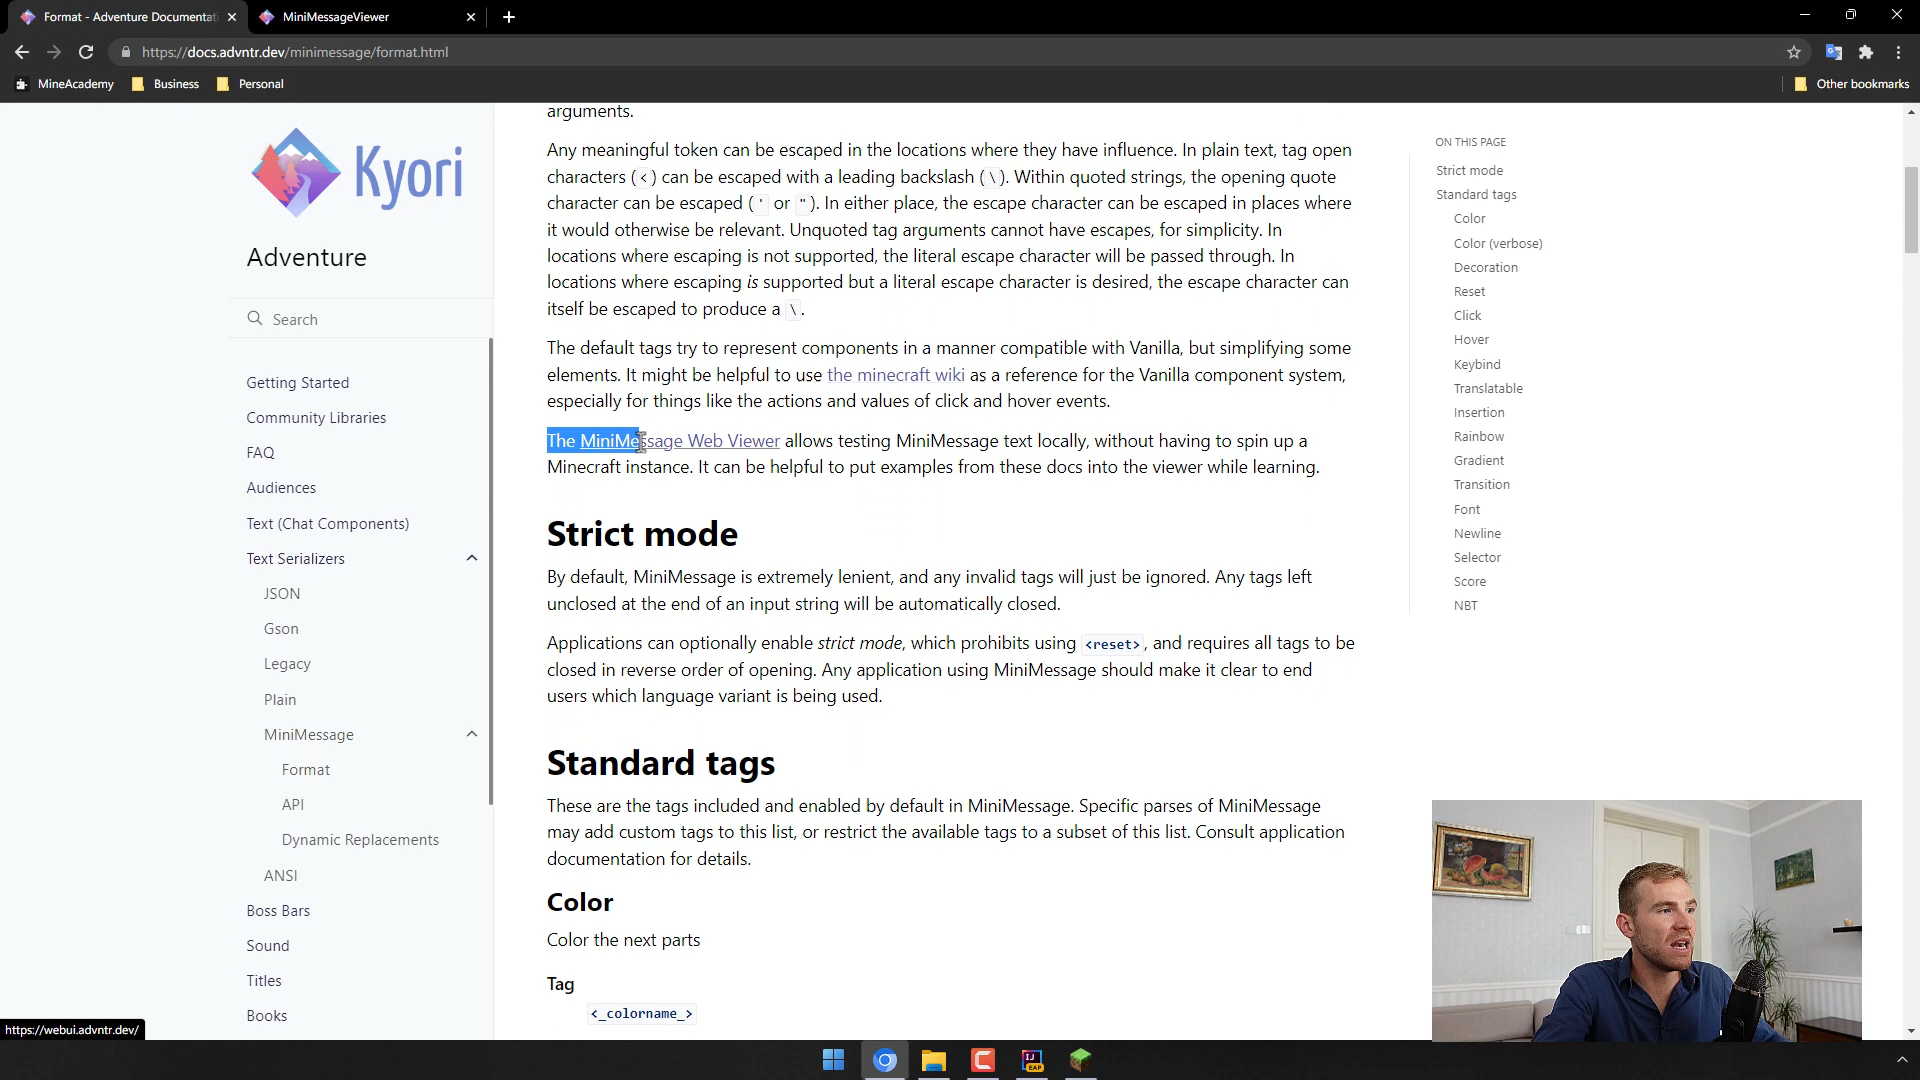 Format - Adventure Documentati
MiniMessageViewer
https://docs.advntr.dev/minimessage/format.html
MineAcademy
Business
Personal
Other bookmarks
Kyori
Adventure
Search
Getting Started
Community Libraries
FAQ
Audiences
Text (Chat Components)
Text Serializers
JSON
Gson
Legacy
Plain
MiniMessage
Format
API
Dynamic Replacements
ANSI
Boss Bars
Sound
Titles
Books
https://webui.advntr.dev/
arguments.
Any meaningful token can be escaped in the locations where they have influence. In plain text, tag open
characters (<) can be escaped with a leading backslash (\). Within quoted strings, the opening quote
character can be escaped (' or "). In either place, the escape character can be escaped in places where
it would otherwise be relevant. Unquoted tag arguments cannot have escapes, for simplicity. In
locations where escaping is not supported, the literal escape character will be passed through. In
locations where escaping is supported but a literal escape character is desired, the escape character can
itself be escaped to produce a \.
The default tags try to represent components in a manner compatible with Vanilla, but simplifying some
elements. It might be helpful to use the minecraft wiki as a reference for the Vanilla component system,
especially for things like the actions and values of click and hover events.
The MiniMessage Web Viewer allows testing MiniMessage text locally, without having to spin up a
Minecraft instance. It can be helpful to put examples from these docs into the viewer while learning.
Strict mode
By default, MiniMessage is extremely lenient, and any invalid tags will just be ignored. Any tags left
unclosed at the end of an input string will be automatically closed.
Applications can optionally enable strict mode, which prohibits using <reset>, and requires all tags to be
closed in reverse order of opening. Any application using MiniMessage should make it clear to end
users which language variant is being used.
Standard tags
These are the tags included and enabled by default in MiniMessage. Specific parses of MiniMessage
may add custom tags to this list, or restrict the available tags to a subset of this list. Consult application
documentation for details.
Color
Color the next parts
Tag
<_colorname_>
ON THIS PAGE
Strict mode
Standard tags
Color
Color (verbose)
Decoration
Reset
Click
Hover
Keybind
Translatable
Insertion
Rainbow
Gradient
Transition
Font
Newline
Selector
Score
NBT
IJ
EAP